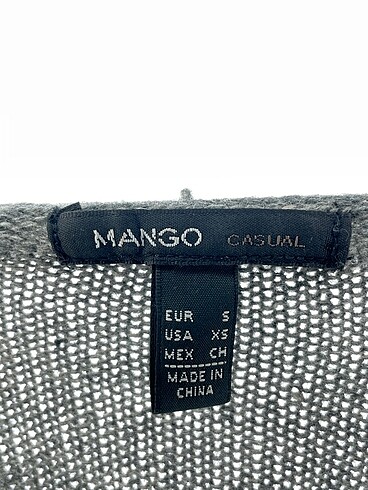 MANGO CASUAL
EUR S
USA XS
MEX CH
MADE IN
CHINA